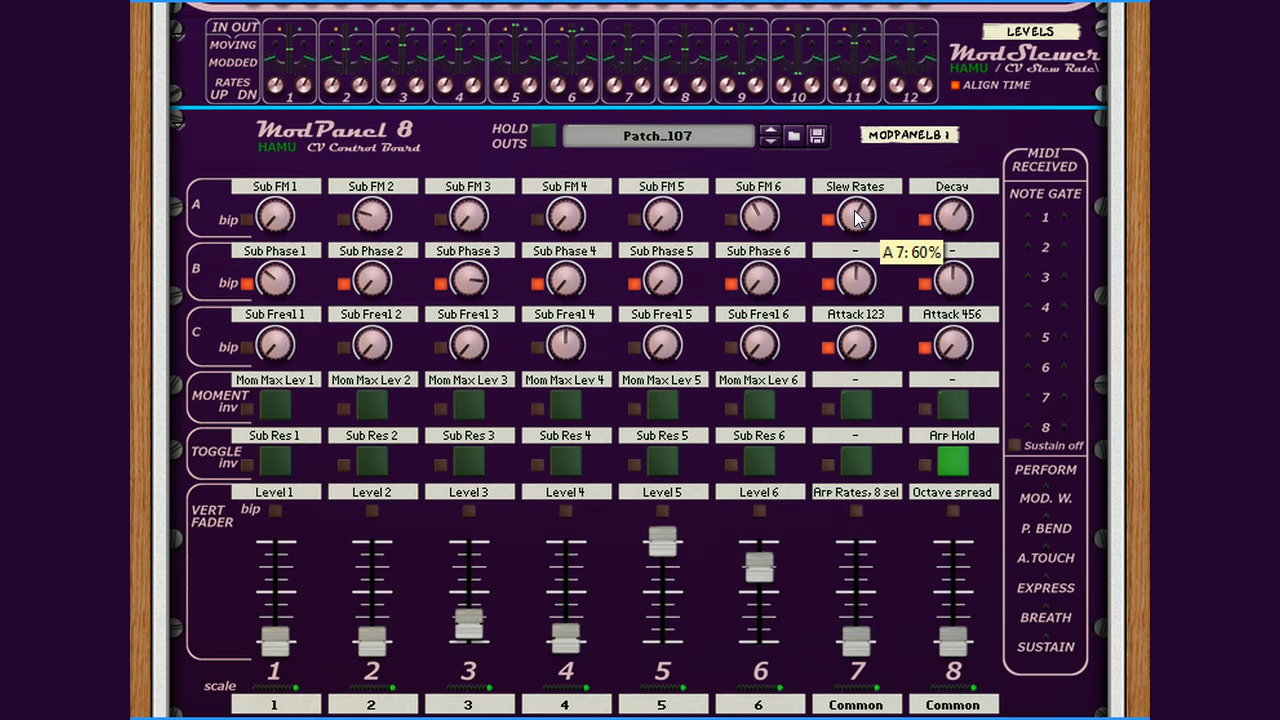 IN OUT
MOVING
MODDED
RATES
UP DN
1 2 3 4 5 6 7 8 9 10 11 12
LEVELS
ModSlewer
HAMU / CV Slew Rate\
ALIGN TIME
ModPanel 8
HAMU CV Control Board
HOLD
OUTS
Patch_107
MODPANEL8 1
MIDI
RECEIVED
Sub FM 1 Sub FM 2 Sub FM 3 Sub FM 4 Sub FM 5 Sub FM 6 Slew Rates Decay
A
bip
NOTE GATE
1
2
3
4
5
6
7
8
Sustain off
PERFORM
MOD. W.
P. BEND
A.TOUCH
EXPRESS
BREATH
SUSTAIN
Sub Phase 1 Sub Phase 2 Sub Phase 3 Sub Phase 4 Sub Phase 5 Sub Phase 6 - -
A 7: 60%
B
bip
Sub Freq1 1 Sub Freq1 2 Sub Freq1 3 Sub Freq1 4 Sub Freq1 5 Sub Freq1 6 Attack 123 Attack 456
C
bip
Mom Max Lev 1 Mom Max Lev 2 Mom Max Lev 3 Mom Max Lev 4 Mom Max Lev 5 Mom Max Lev 6 - -
MOMENT
inv
Sub Res 1 Sub Res 2 Sub Res 3 Sub Res 4 Sub Res 5 Sub Res 6 - Arp Hold
TOGGLE
inv
Level 1 Level 2 Level 3 Level 4 Level 5 Level 6 Arp Rates, 8 sel Octave spread
VERT bip
FADER
1 2 3 4 5 6 7 8
scale
1 2 3 4 5 6 Common Common